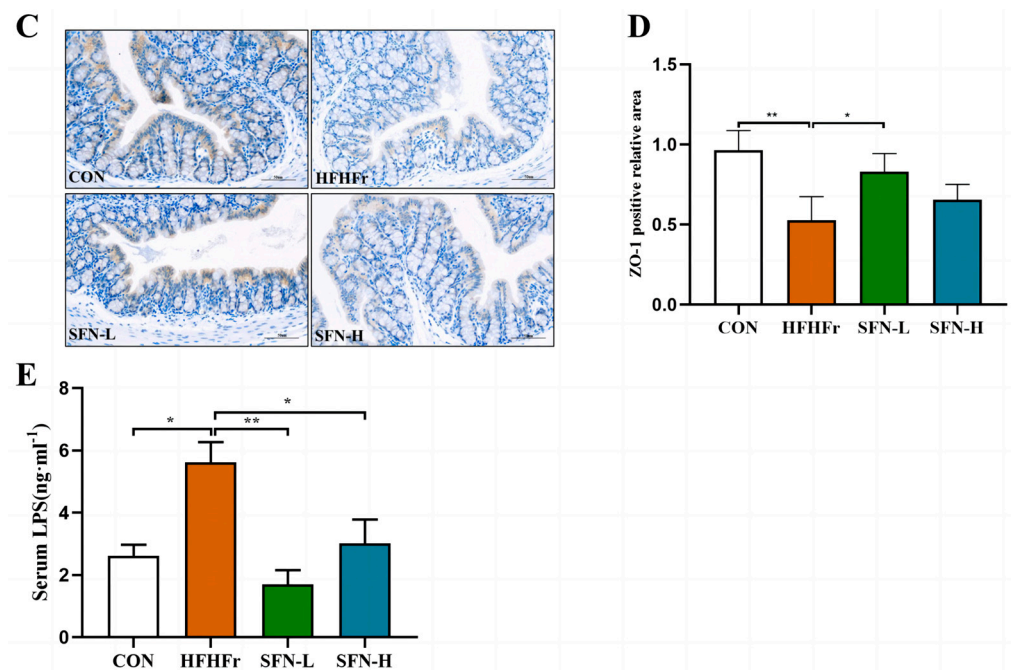 C
CON
HFHFr
SFN-L
SFN-H
D
ZO-1 positive relative area
1.5
1.0
0.5
0.0
** *
CON HFHFr SFN-L SFN-H
E
Serum LPS(ng·ml⁻¹)
8
6
4
2
0
*
* **
CON HFHFr SFN-L SFN-H